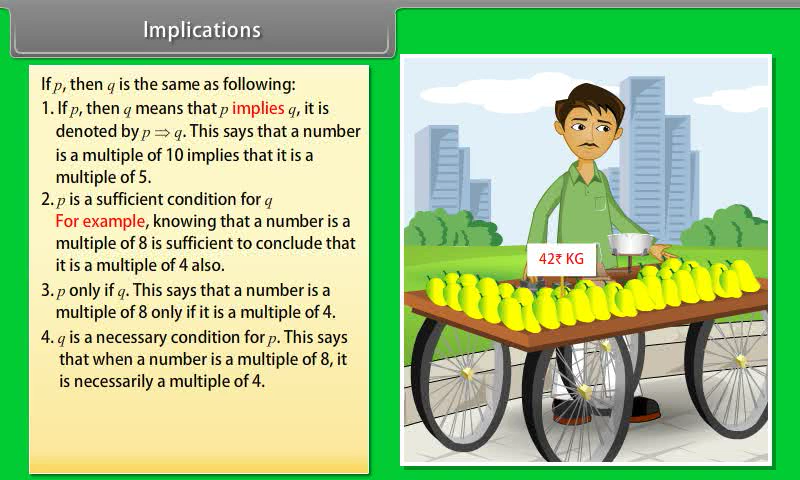 Implications
If p, then q is the same as following:
1. If p, then q means that p implies q, it is
denoted by p ⇒ q. This says that a number
is a multiple of 10 implies that it is a
multiple of 5.
2. p is a sufficient condition for q
For example, knowing that a number is a
multiple of 8 is sufficient to conclude that
it is a multiple of 4 also.
3. p only if q. This says that a number is a
multiple of 8 only if it is a multiple of 4.
4. q is a necessary condition for p. This says
that when a number is a multiple of 8, it
is necessarily a multiple of 4.
42₹ KG